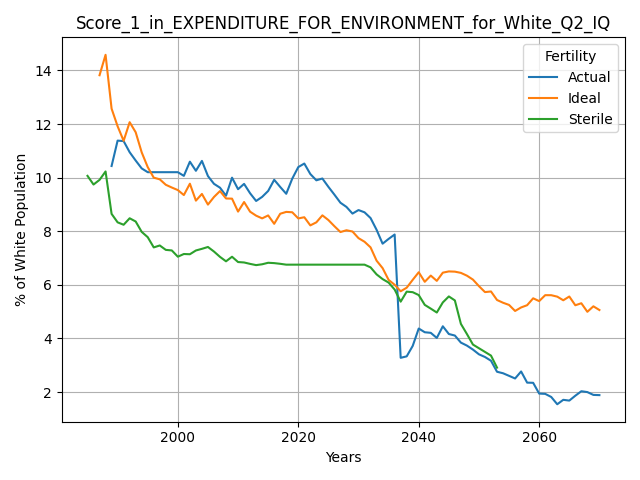 Score_1_in_EXPENDITURE_FOR_ENVIRONMENT_for_White_Q2_IQ
Fertility
Actual
Ideal
Sterile
% of White Population
14
12
10
8
6
4
2
2000
2020
2040
2060
Years